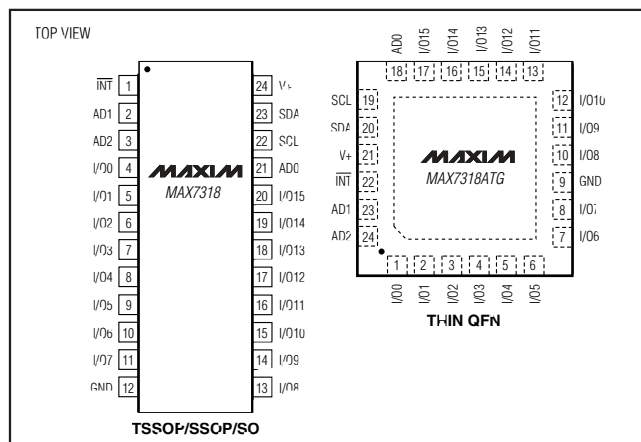 TOP VIEW
INT 1
AD1 2
AD2 3
I/O0 4
I/O1 5
I/O2 6
I/O3 7
I/O4 8
I/O5 9
I/O6 10
I/O7 11
GND 12
MAXIM
MAX7318
24 V+
23 SDA
22 SCL
21 AD0
20 I/O15
19 I/O14
18 I/O13
17 I/O12
16 I/O11
15 I/O10
14 I/O9
13 I/O8
TSSOP/SSOP/SO
AD0 I/O15 I/O14 I/O13 I/O12 I/O11
18 17 16 15 14 13
SCL 19
SDA 20
V+ 21
INT 22
AD1 23
AD2 24
MAXIM
MAX7318ATG
12 I/O10
11 I/O9
10 I/O8
9 GND
8 I/O7
7 I/O6
1 2 3 4 5 6
I/O0 I/O1 I/O2 I/O3 I/O4 I/O5
THIN QFN